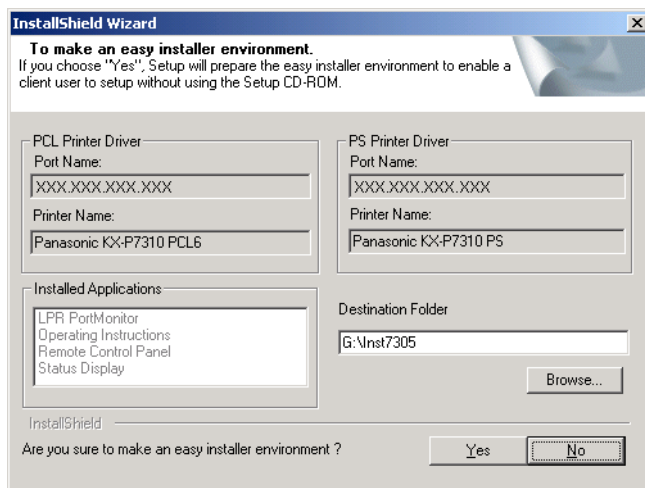 InstallShield Wizard
To make an easy installer environment.
If you choose "Yes", Setup will prepare the easy installer environment to enable a
client user to setup without using the Setup CD-ROM.
PCL Printer Driver
Port Name:
XXX.XXX.XXX.XXX
Printer Name:
Panasonic KX-P7310 PCL6
PS Printer Driver
Port Name:
XXX.XXX.XXX.XXX
Printer Name:
Panasonic KX-P7310 PS
Installed Applications
LPR PortMonitor
Operating Instructions
Remote Control Panel
Status Display
Destination Folder
G:\Inst7305
Browse...
InstallShield
Are you sure to make an easy installer environment ?
Yes
No